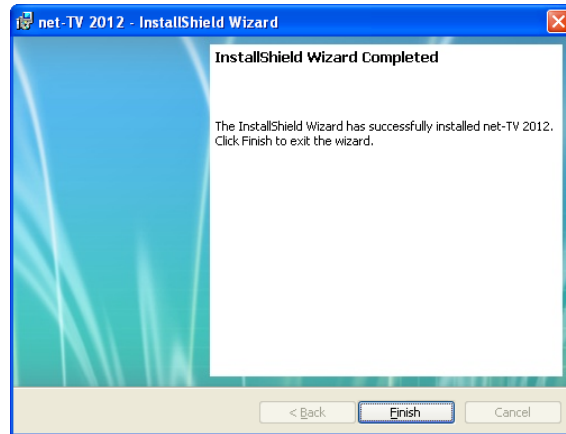 net-TV 2012 - InstallShield Wizard
InstallShield Wizard Completed
The InstallShield Wizard has successfully installed net-TV 2012.
Click Finish to exit the wizard.
< Back
Finish
Cancel